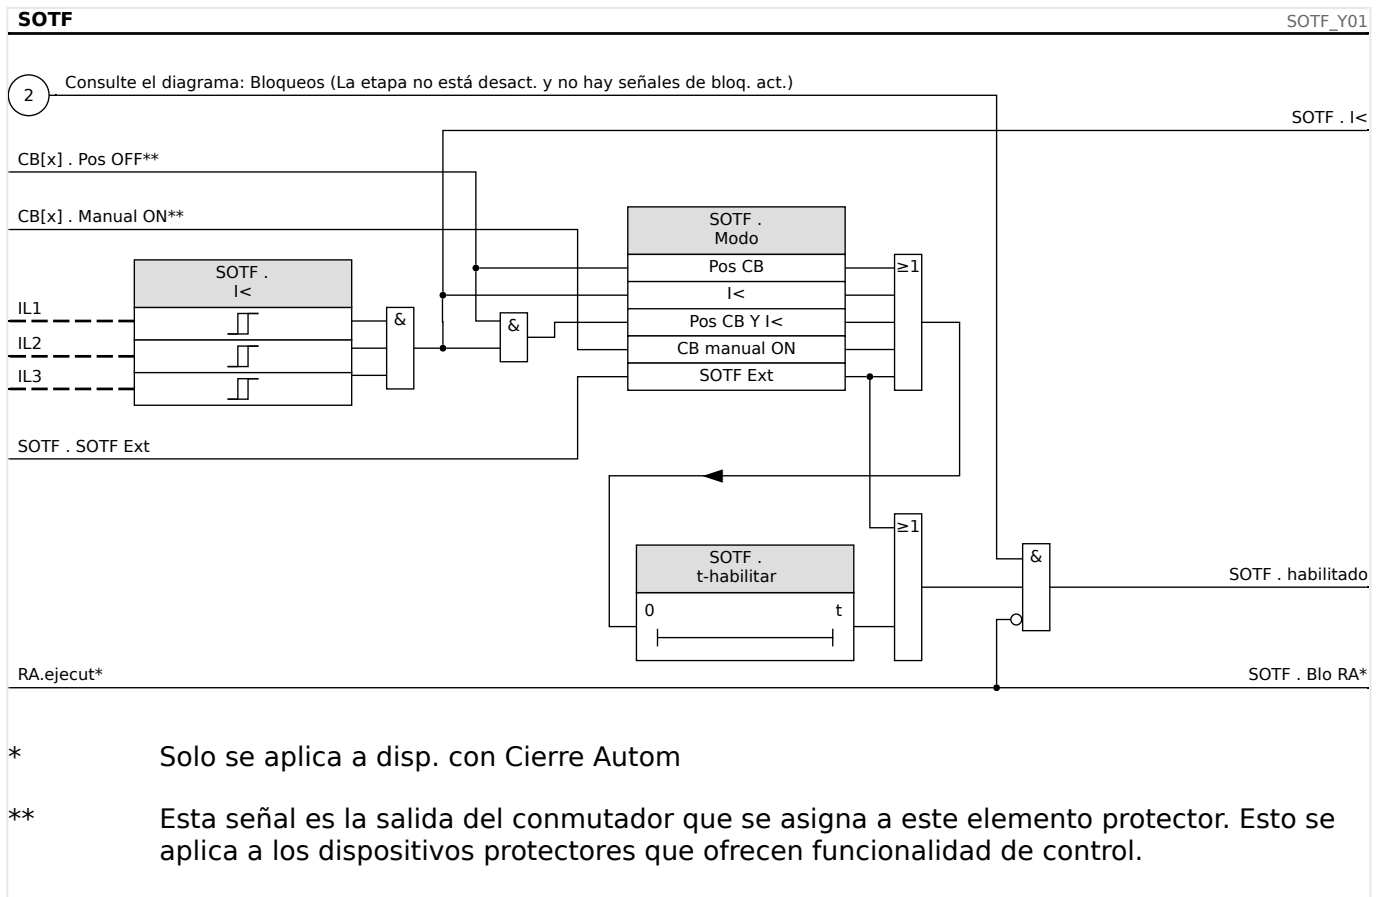 SOTF
SOTF_Y01
2
Consulte el diagrama: Bloqueos (La etapa no está desact. y no hay señales de bloq. act.)
SOTF . I<
CB[x] . Pos OFF**
CB[x] . Manual ON**
SOTF .
Modo
Pos CB
≥1
SOTF .
I<
I<
IL1
&
&
Pos CB Y I<
IL2
CB manual ON
IL3
SOTF Ext
SOTF . SOTF Ext
≥1
SOTF .
t-habilitar
&
SOTF . habilitado
0
t
RA.ejecut*
SOTF . Blo RA*
* Solo se aplica a disp. con Cierre Autom
** Esta señal es la salida del conmutador que se asigna a este elemento protector. Esto se
aplica a los dispositivos protectores que ofrecen funcionalidad de control.